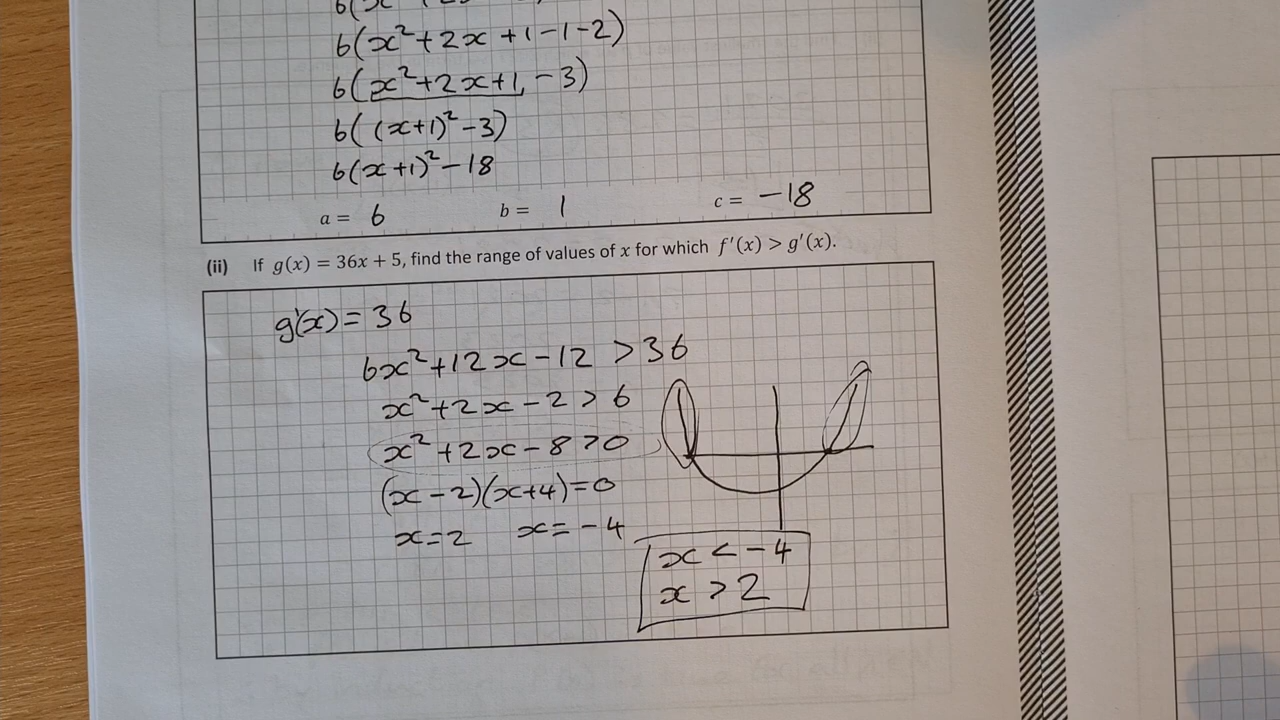 6(x²+2x+1-1-2)
6(x²+2x+1, -3)
6((x+1)²-3)
6(x+1)²-18
a = 6 b = 1 c = -18
(ii) If g(x) = 36x + 5, find the range of values of x for which f'(x) > g'(x).
g'(x) = 36
6x²+12x-12 > 36
x²+2x-2 > 6
x²+2x-8 > 0
(x-2)(x+4)=0
x=2 x=-4
x < -4
x > 2